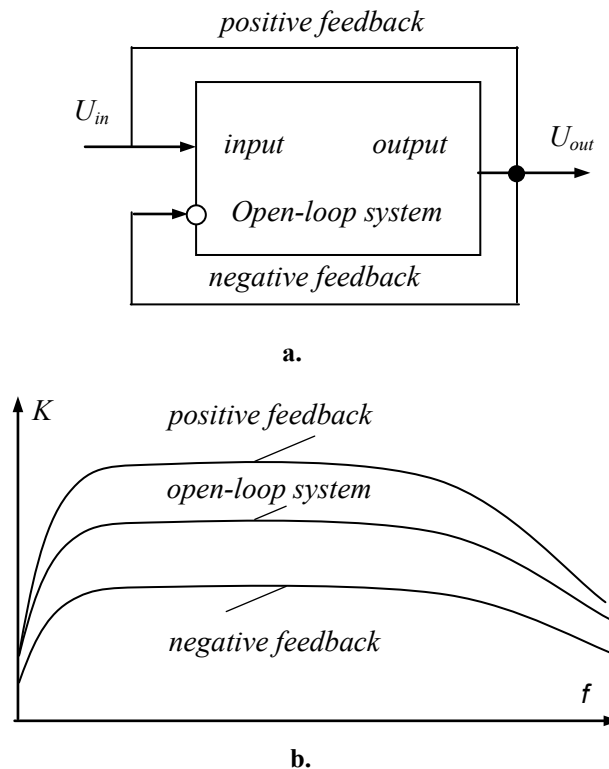 positive feedback
U_in
U_out
input output
Open-loop system
negative feedback
a.
K
positive feedback
open-loop system
negative feedback
f
b.